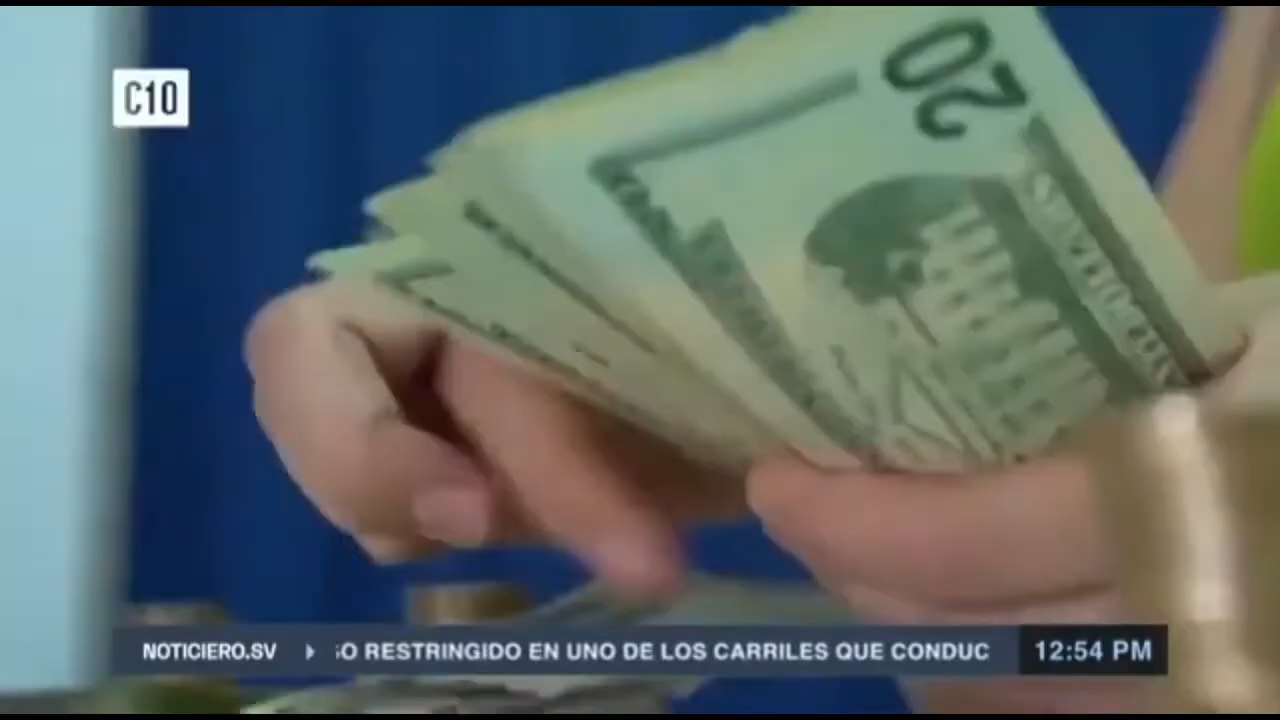 20
C10
NOTICIERO.SV
RESTRINGIDO EN UNO DE LOS CARRILES QUE CONDUC
12:54 PM